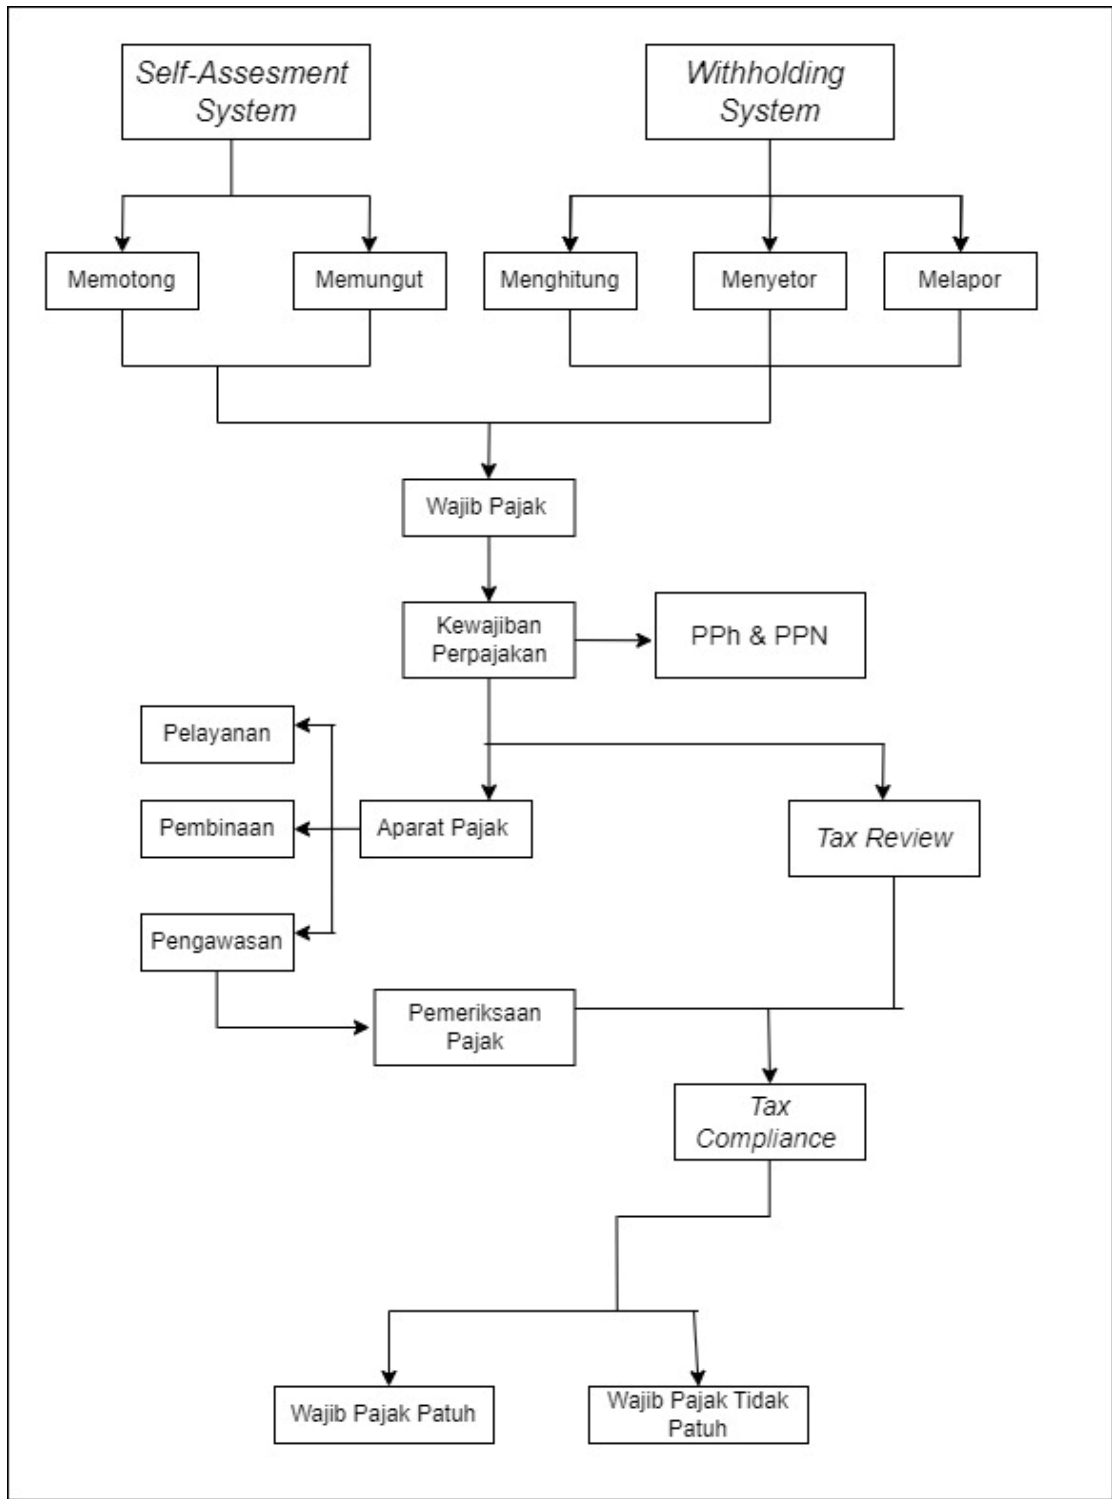 Self-Assesment
System
Withholding
System
Memotong
Memungut
Menghitung
Menyetor
Melapor
Wajib Pajak
Kewajiban
Perpajakan
PPh & PPN
Pelayanan
Pembinaan
Aparat Pajak
Tax Review
Pengawasan
Pemeriksaan
Pajak
Tax
Compliance
Wajib Pajak Patuh
Wajib Pajak Tidak
Patuh